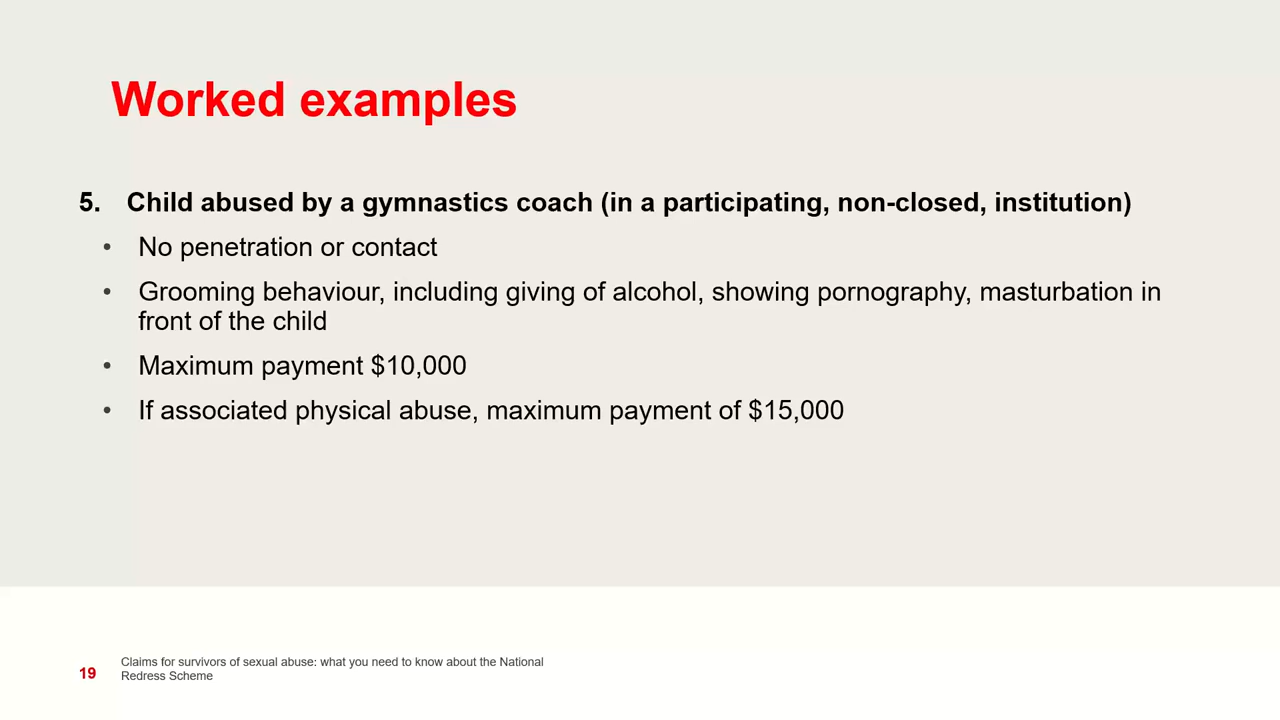 Worked examples
5. Child abused by a gymnastics coach (in a participating, non-closed, institution)
• No penetration or contact
• Grooming behaviour, including giving of alcohol, showing pornography, masturbation in
front of the child
• Maximum payment $10,000
• If associated physical abuse, maximum payment of $15,000
19 Claims for survivors of sexual abuse: what you need to know about the National
Redress Scheme